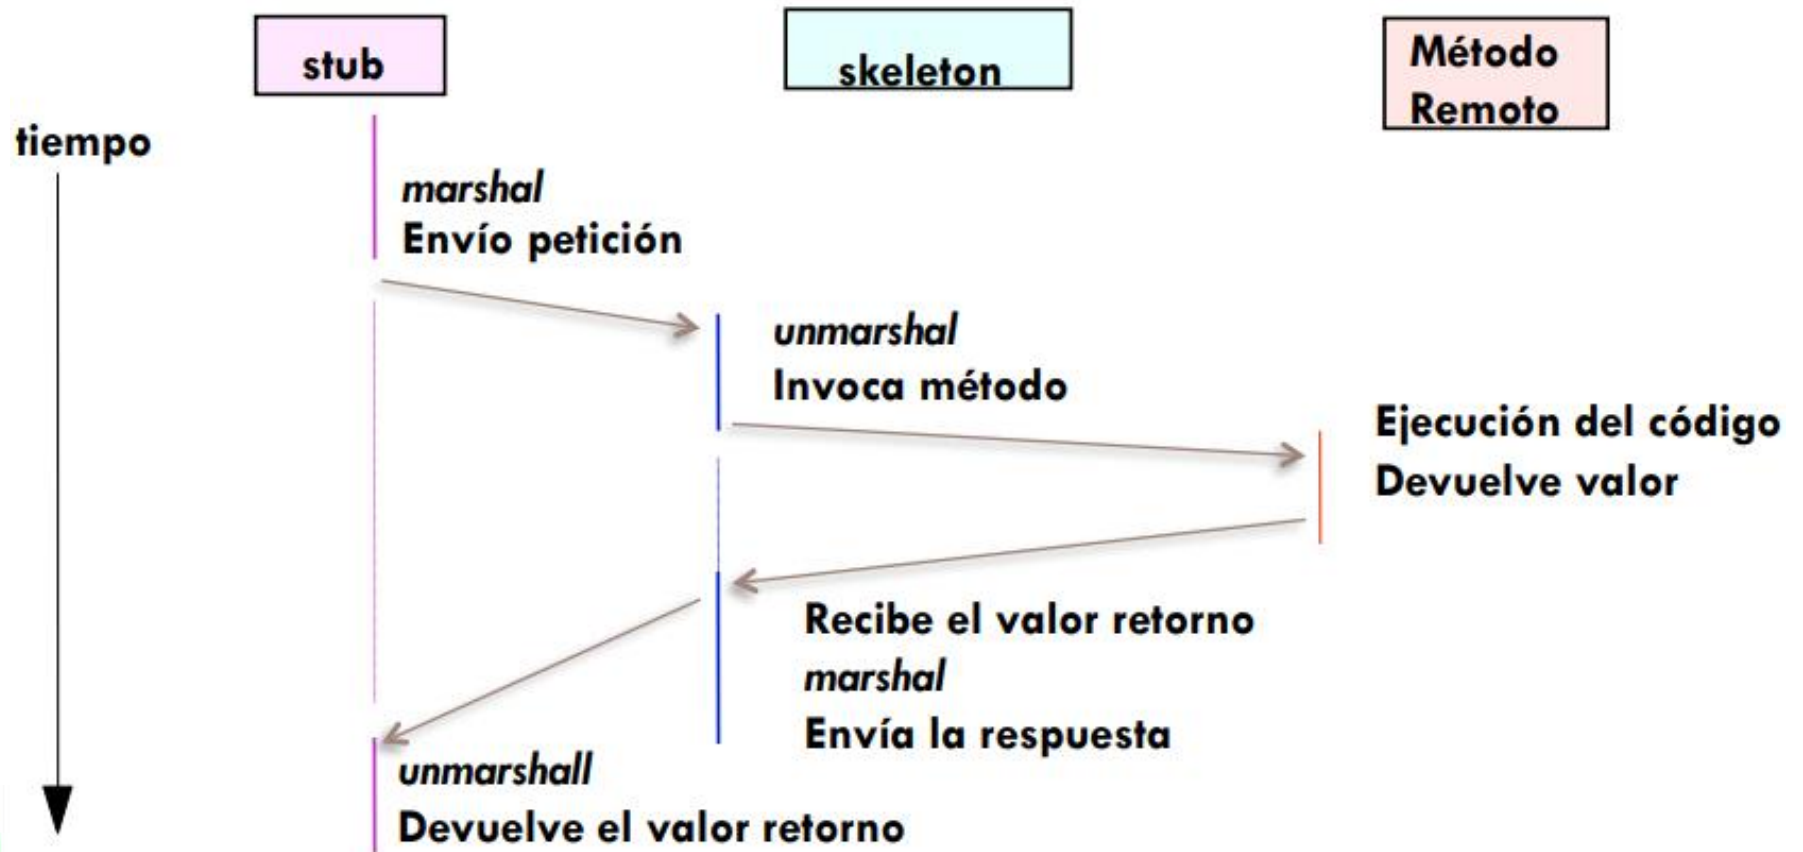 stub
skeleton
Método
Remoto
tiempo
marshal
Envío petición
unmarshal
Invoca método
Ejecución del código
Devuelve valor
Recibe el valor retorno
marshal
Envía la respuesta
unmarshall
Devuelve el valor retorno